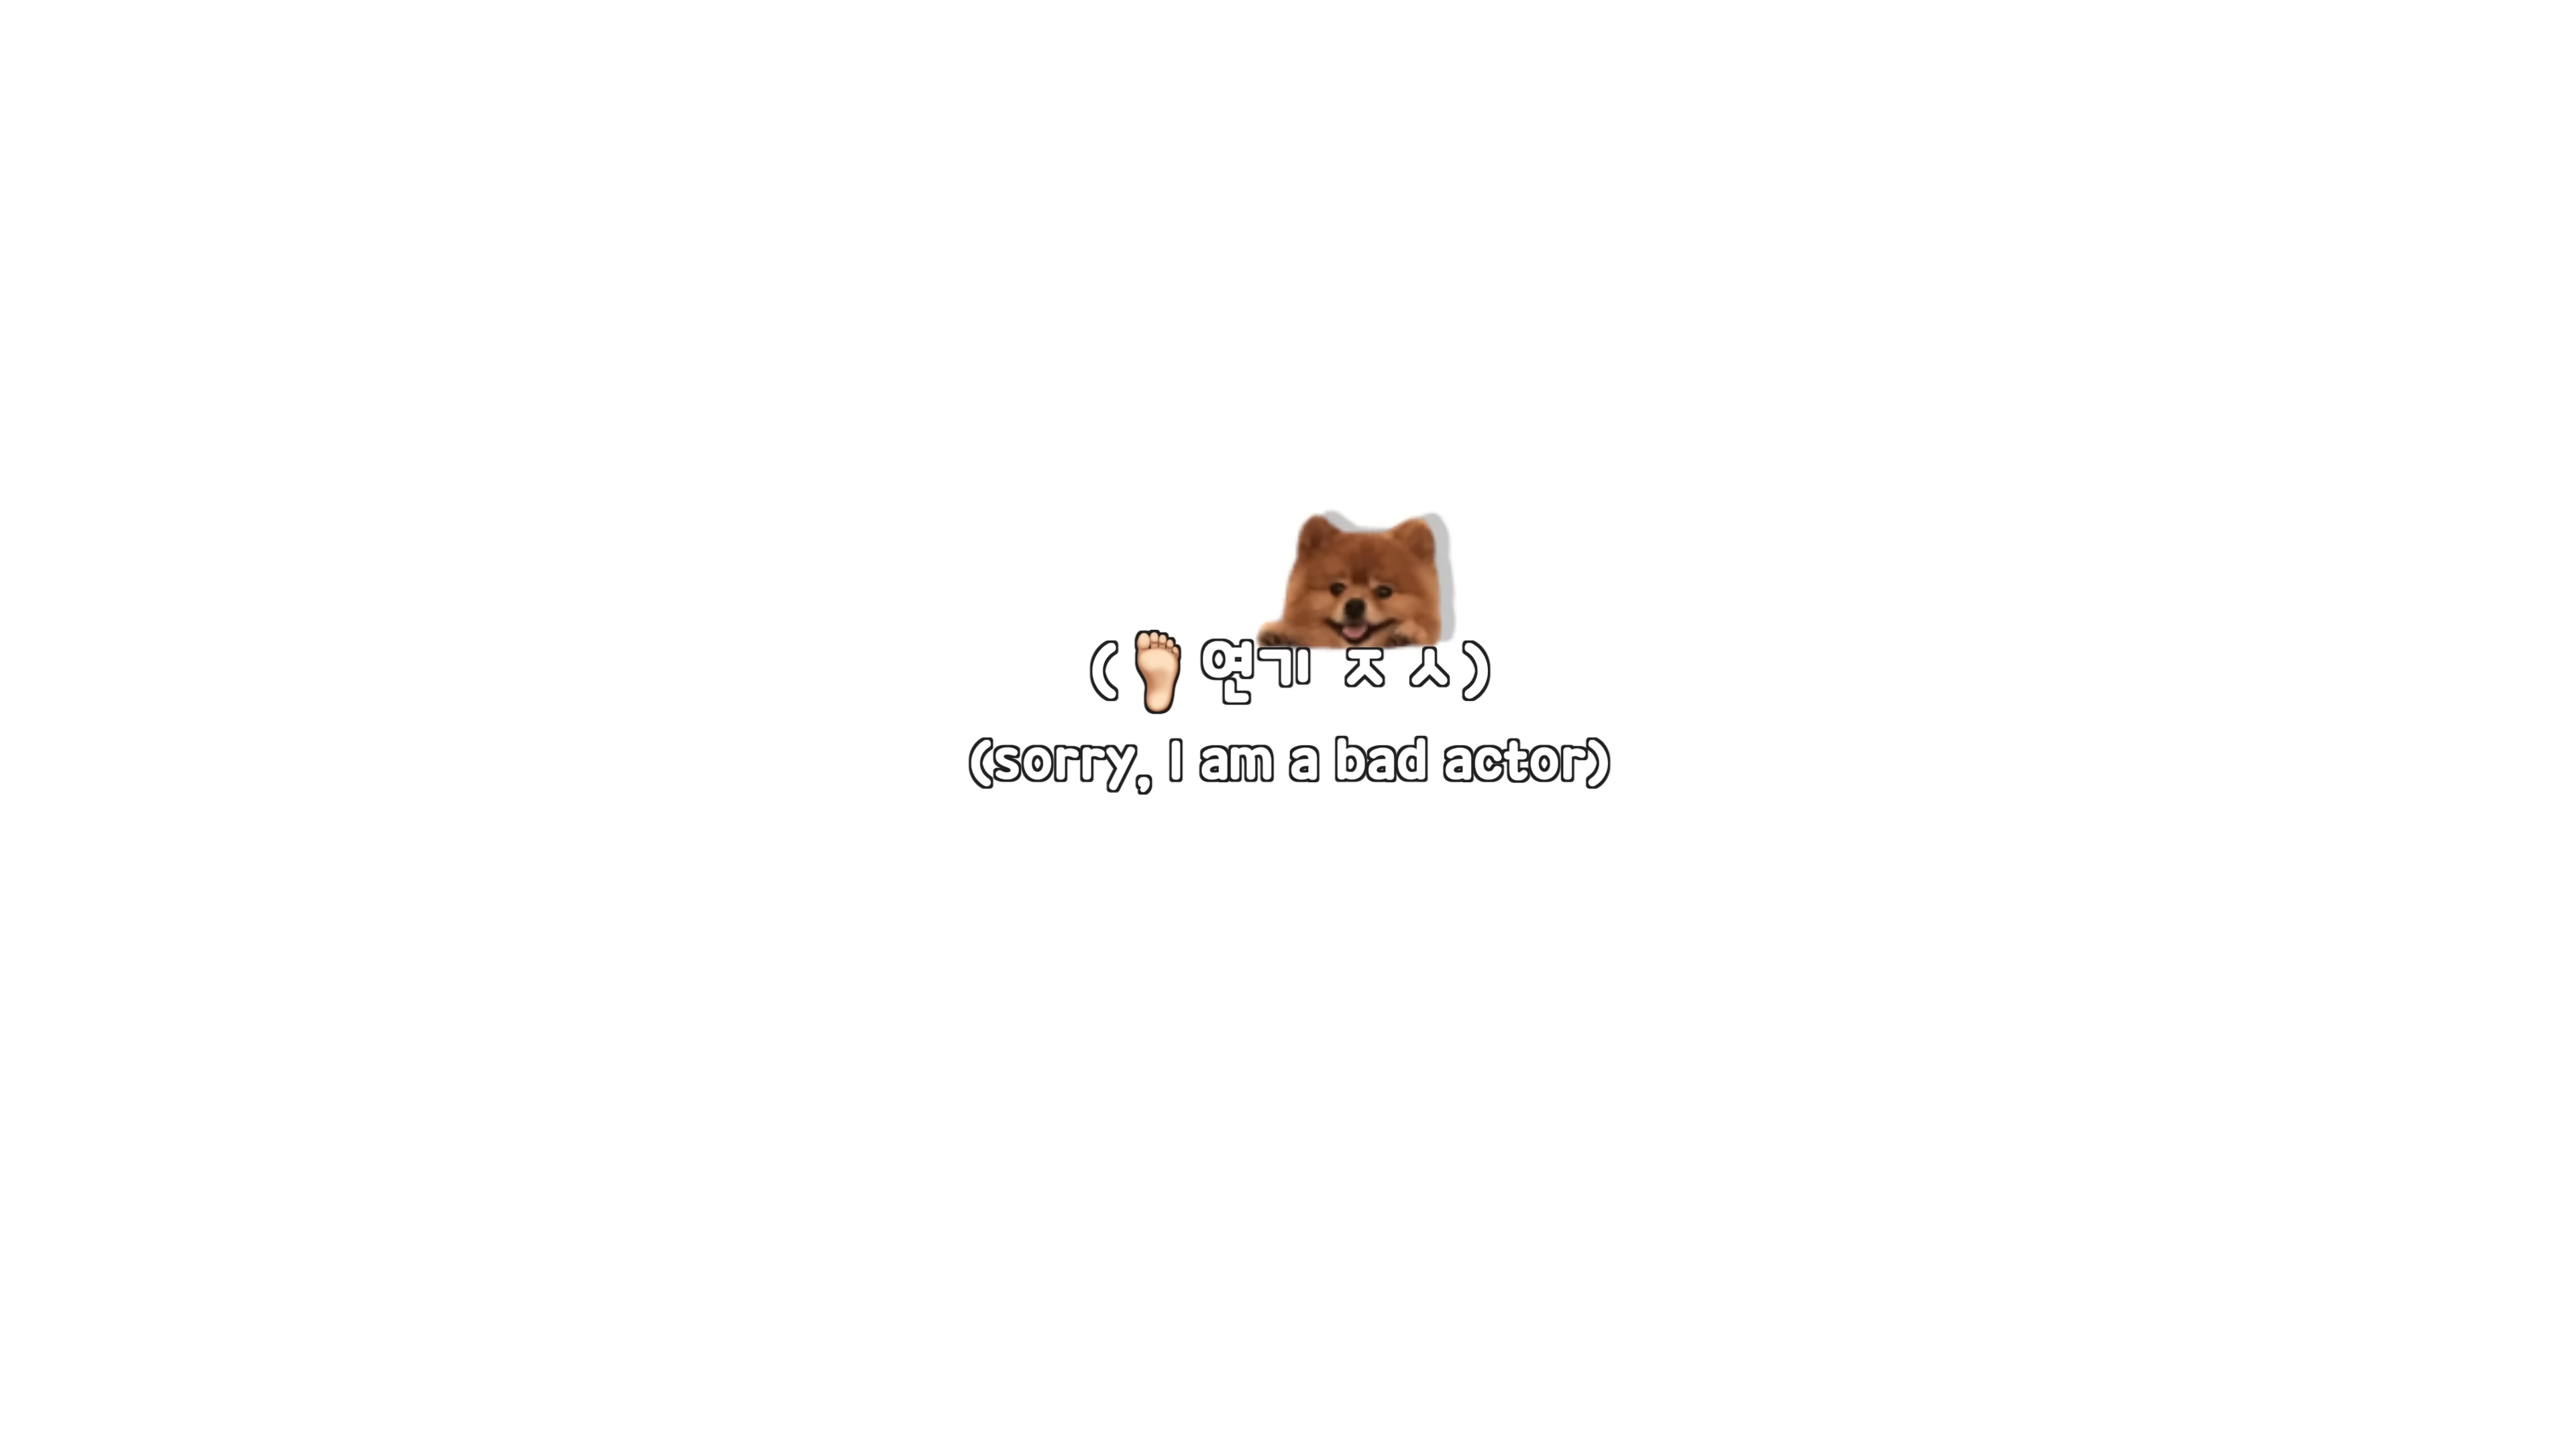 (🦶연기 ㅈㅅ)
(sorry, I am a bad actor)